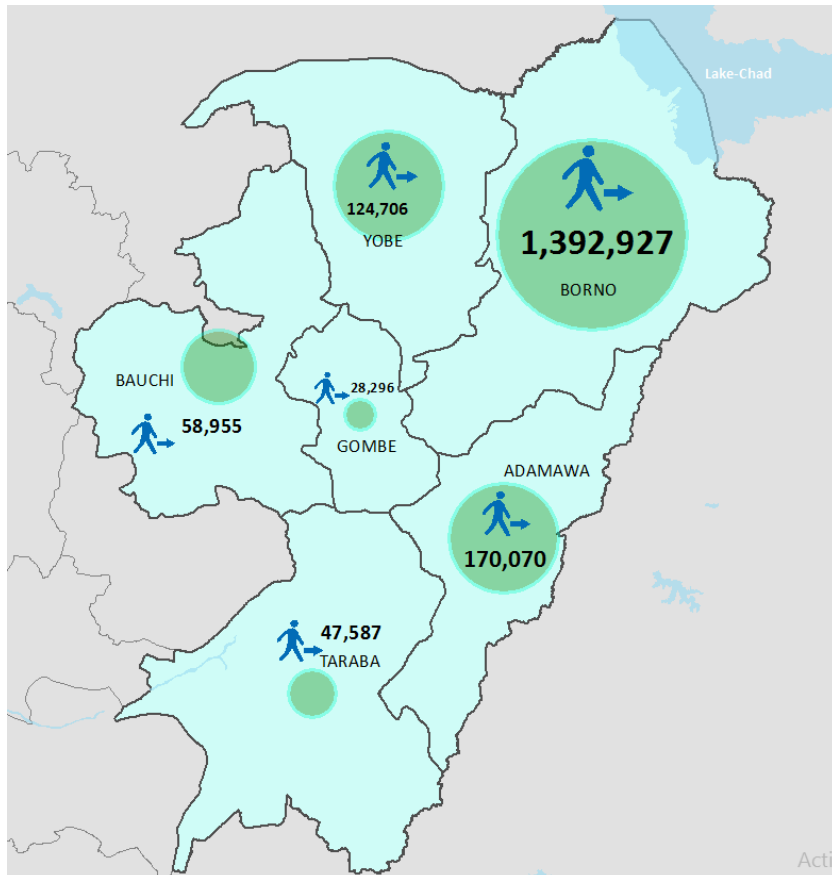 Lake-Chad
124,706
YOBE
1,392,927
BORNO
BAUCHI
58,955
28,296
GOMBE
ADAMAWA
170,070
47,587
TARABA
Acti